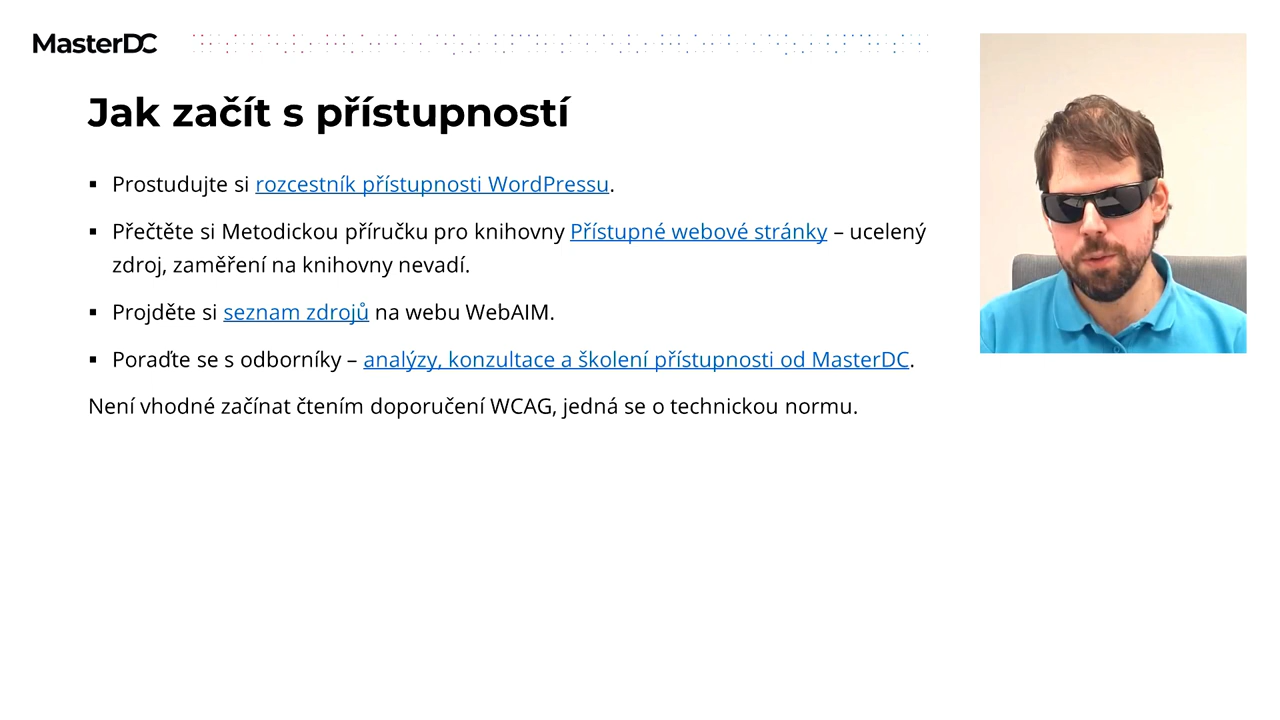 MasterDC
Jak začít s přístupností
▪ Prostudujte si rozcestník přístupnosti WordPressu.
▪ Přečtěte si Metodickou příručku pro knihovny Přístupné webové stránky – ucelený
zdroj, zaměření na knihovny nevadí.
▪ Projděte si seznam zdrojů na webu WebAIM.
▪ Poraďte se s odborníky – analýzy, konzultace a školení přístupnosti od MasterDC.
Není vhodné začínat čtením doporučení WCAG, jedná se o technickou normu.